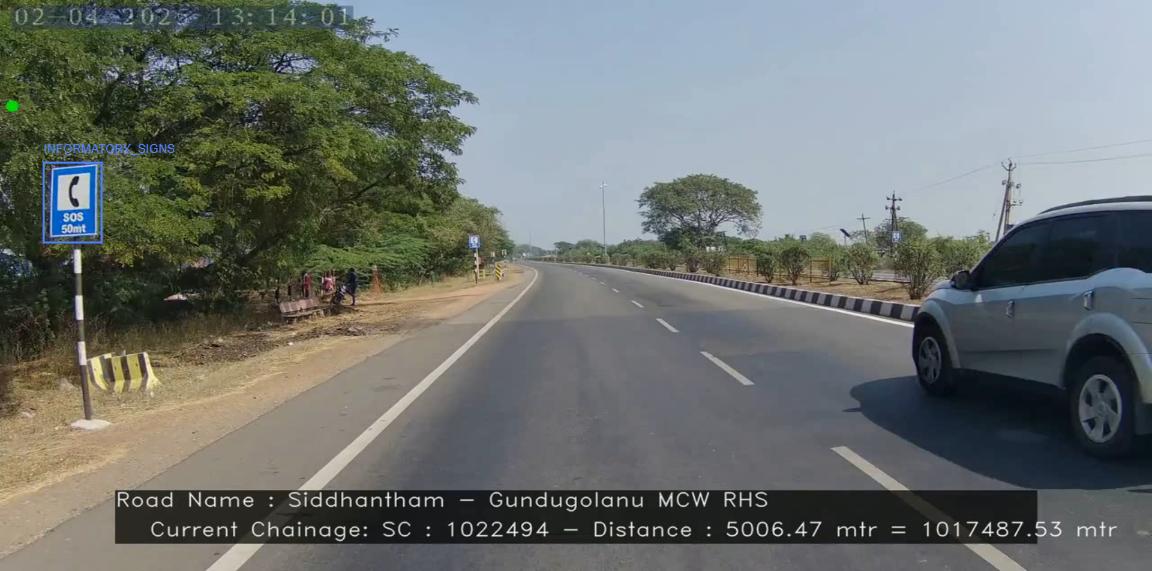 02-04-2025 13:14:01
INFORMATORY_SIGNS
SOS
50mt
Road Name : Siddhantham - Gundugolanu MCW RHS
Current Chainage: SC : 1022494 - Distance : 5006.47 mtr = 1017487.53 mtr